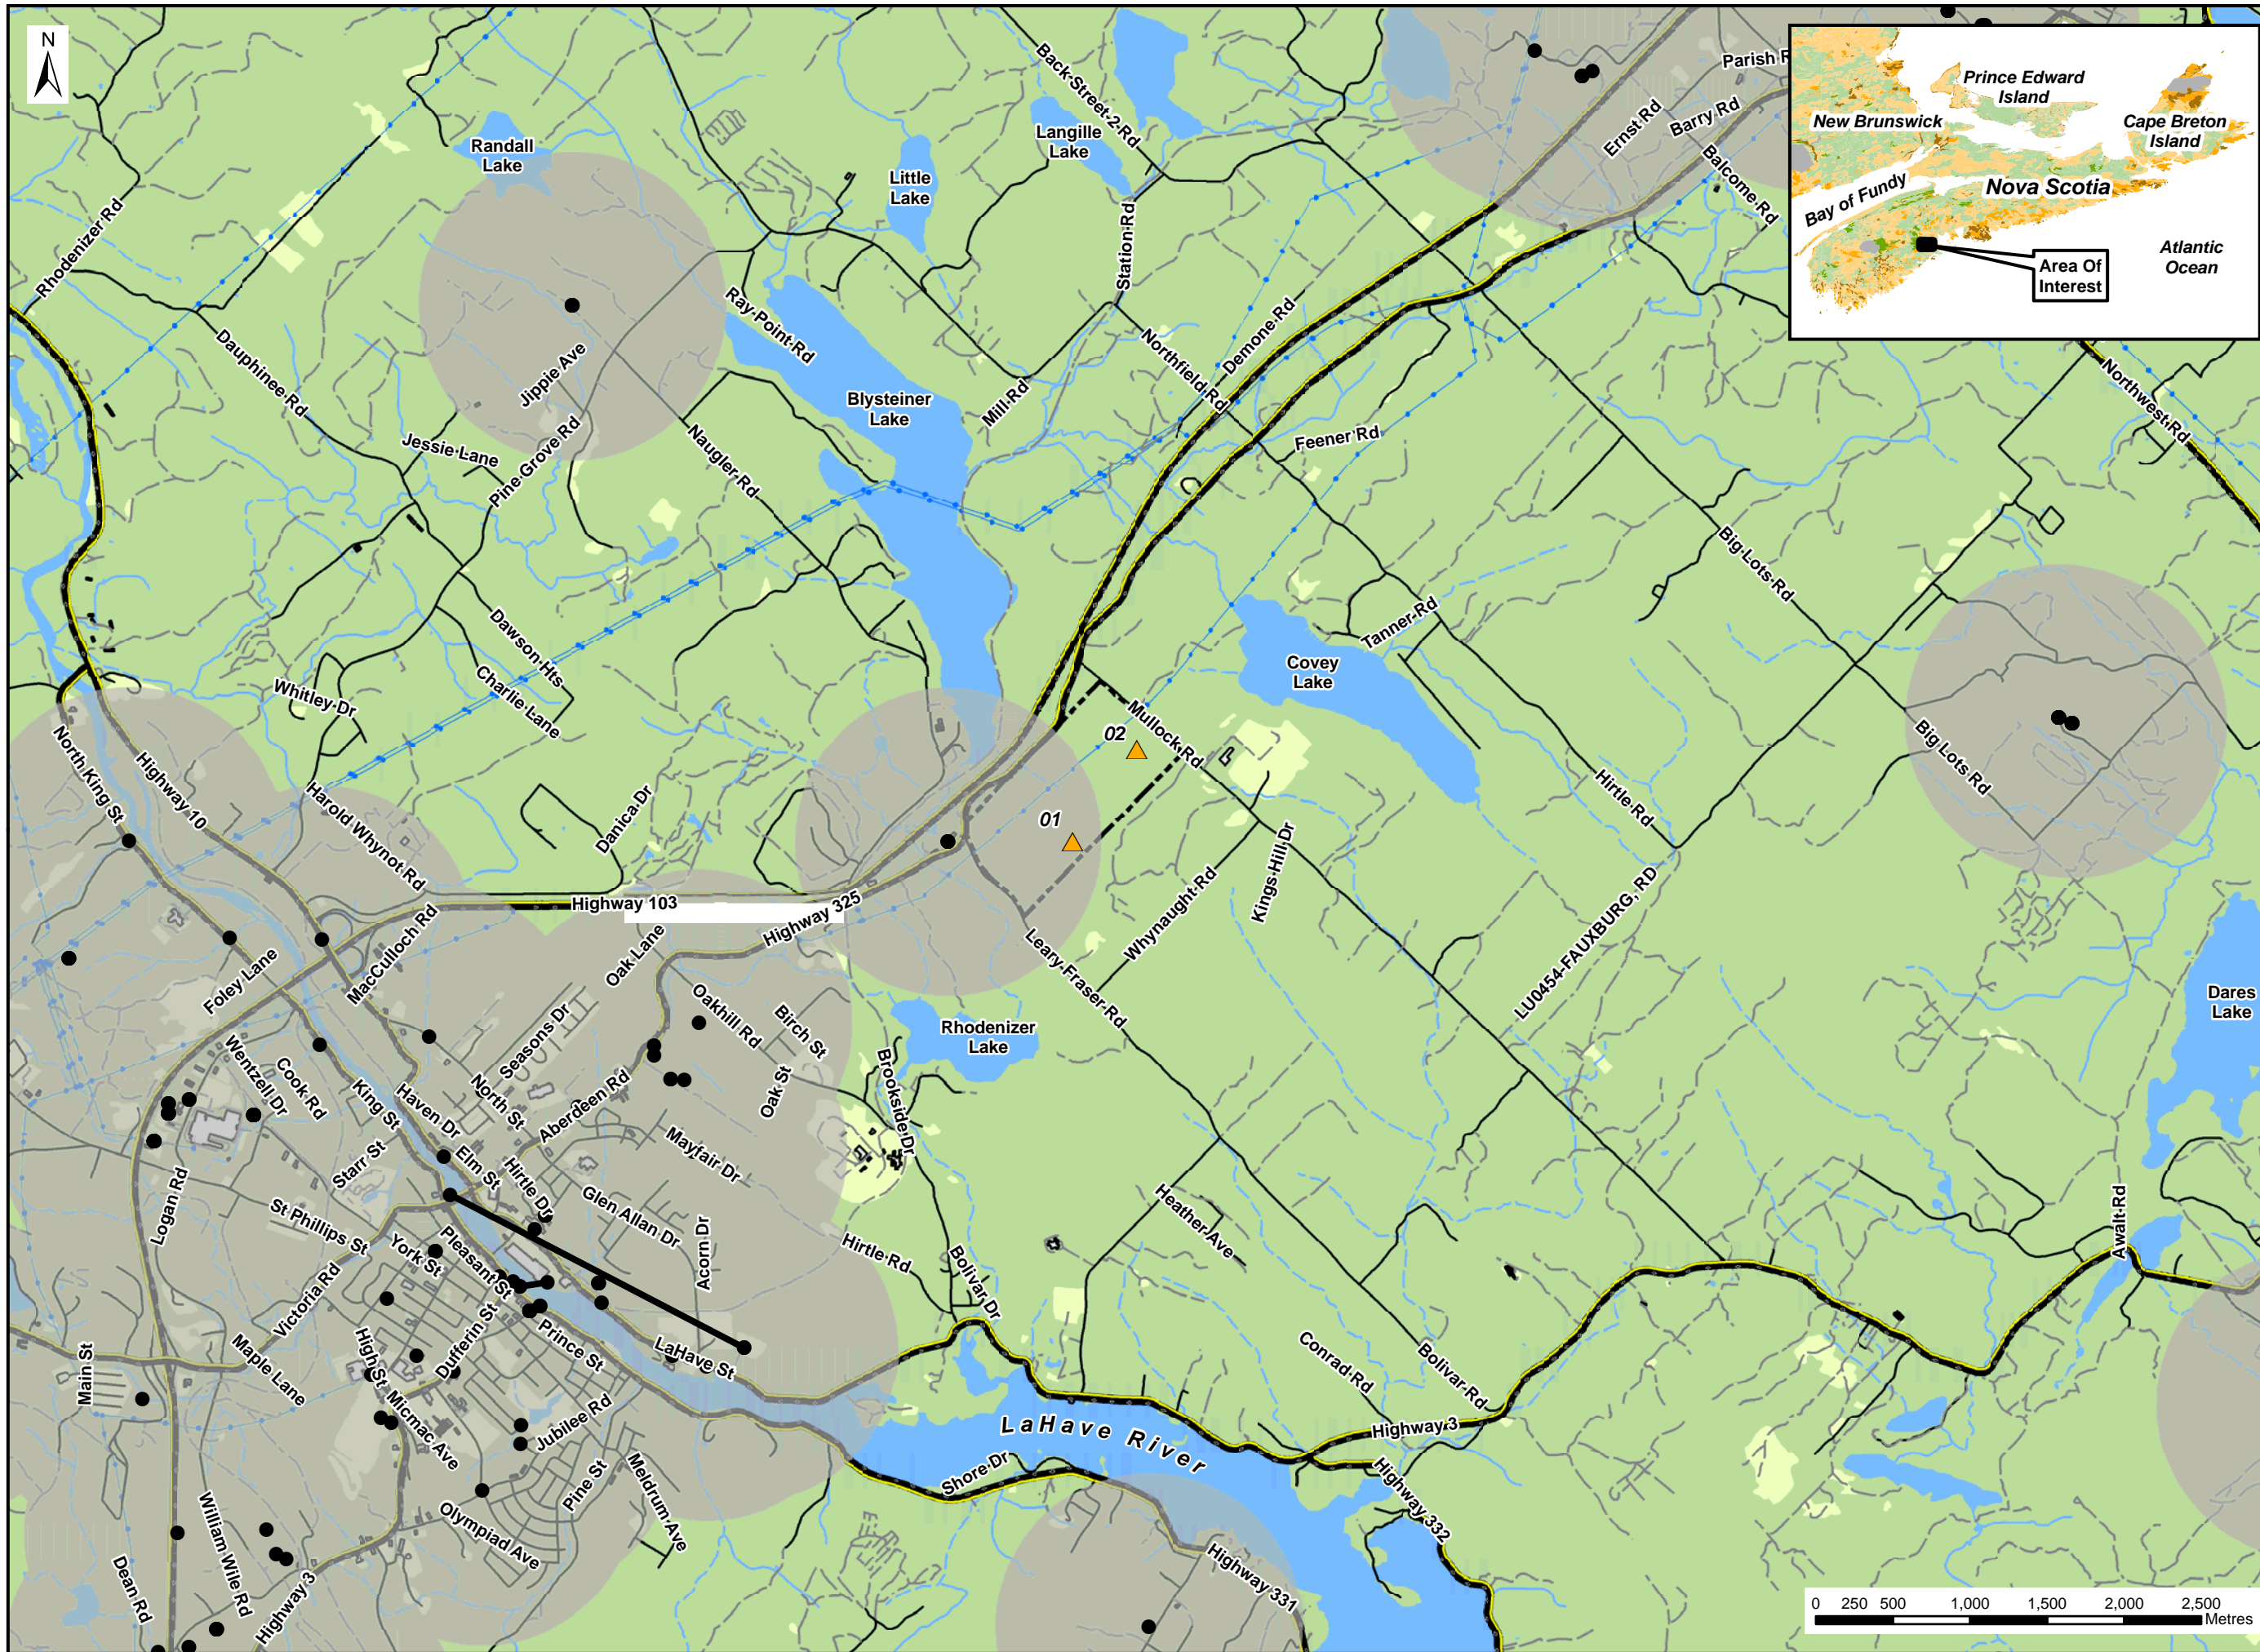 N
Back Street 2 Rd
Parish R
Ernst Rd
Barry Rd
Balcome Rd
Prince Edward
Island
New Brunswick
Cape Breton
Island
Nova Scotia
Bay of Fundy
Atlantic
Ocean
Area Of
Interest
Randall
Lake
Langille
Lake
Little
Lake
Station Rd
Rhodenizer Rd
Ray Point Rd
Demone Rd
Northfield Rd
Northwest Rd
Dauphinee Rd
Jippie Ave
Blysteiner
Lake
Mill Rd
Jessie Lane
Pine Grove Rd
Naugler Rd
Feener Rd
Big Lots Rd
Tanner Rd
Dawson Hts
Charlie Lane
Covey
Lake
Whitley Dr
Mullock Rd
02
North King St
Highway 10
Harold Whynot Rd
Danica Dr
01
Hirtle Rd
Big Lots Rd
Kings Hill Dr
Whynaught Rd
Highway 103
Highway 325
MacCulloch Rd
Oak Lane
Foley Lane
Leary Fraser Rd
LU0454-FAUXBURG, RD
Dares
Lake
Oakhill Rd
Birch St
Seasons Dr
Rhodenizer
Lake
Wentzell Dr
Cook Rd
King St
Haven Dr
North St
Aberdeen Rd
Oak St
Brookside Dr
Mayfair Dr
Starr St
Elm St
Hirtle Dr
Logan Rd
St Phillips St
Glen Allan Dr
Acorn Dr
Heather Ave
Awalt Rd
York St
Pleasant St
Hirtle Rd
Bolivar Dr
Victoria Rd
Dufferin St
Prince St
LaHave St
Main St
Maple Lane
High St
Conrad Rd
Bolivar Rd
Micmac Ave
Jubilee Rd
LaHave River
Highway 3
Shore Dr
Pine St
Meldrum Ave
Highway 332
William Wile Rd
Olympiad Ave
Dean Rd
Highway 3
Highway 331
0 250 500 1,000 1,500 2,000 2,500
Metres